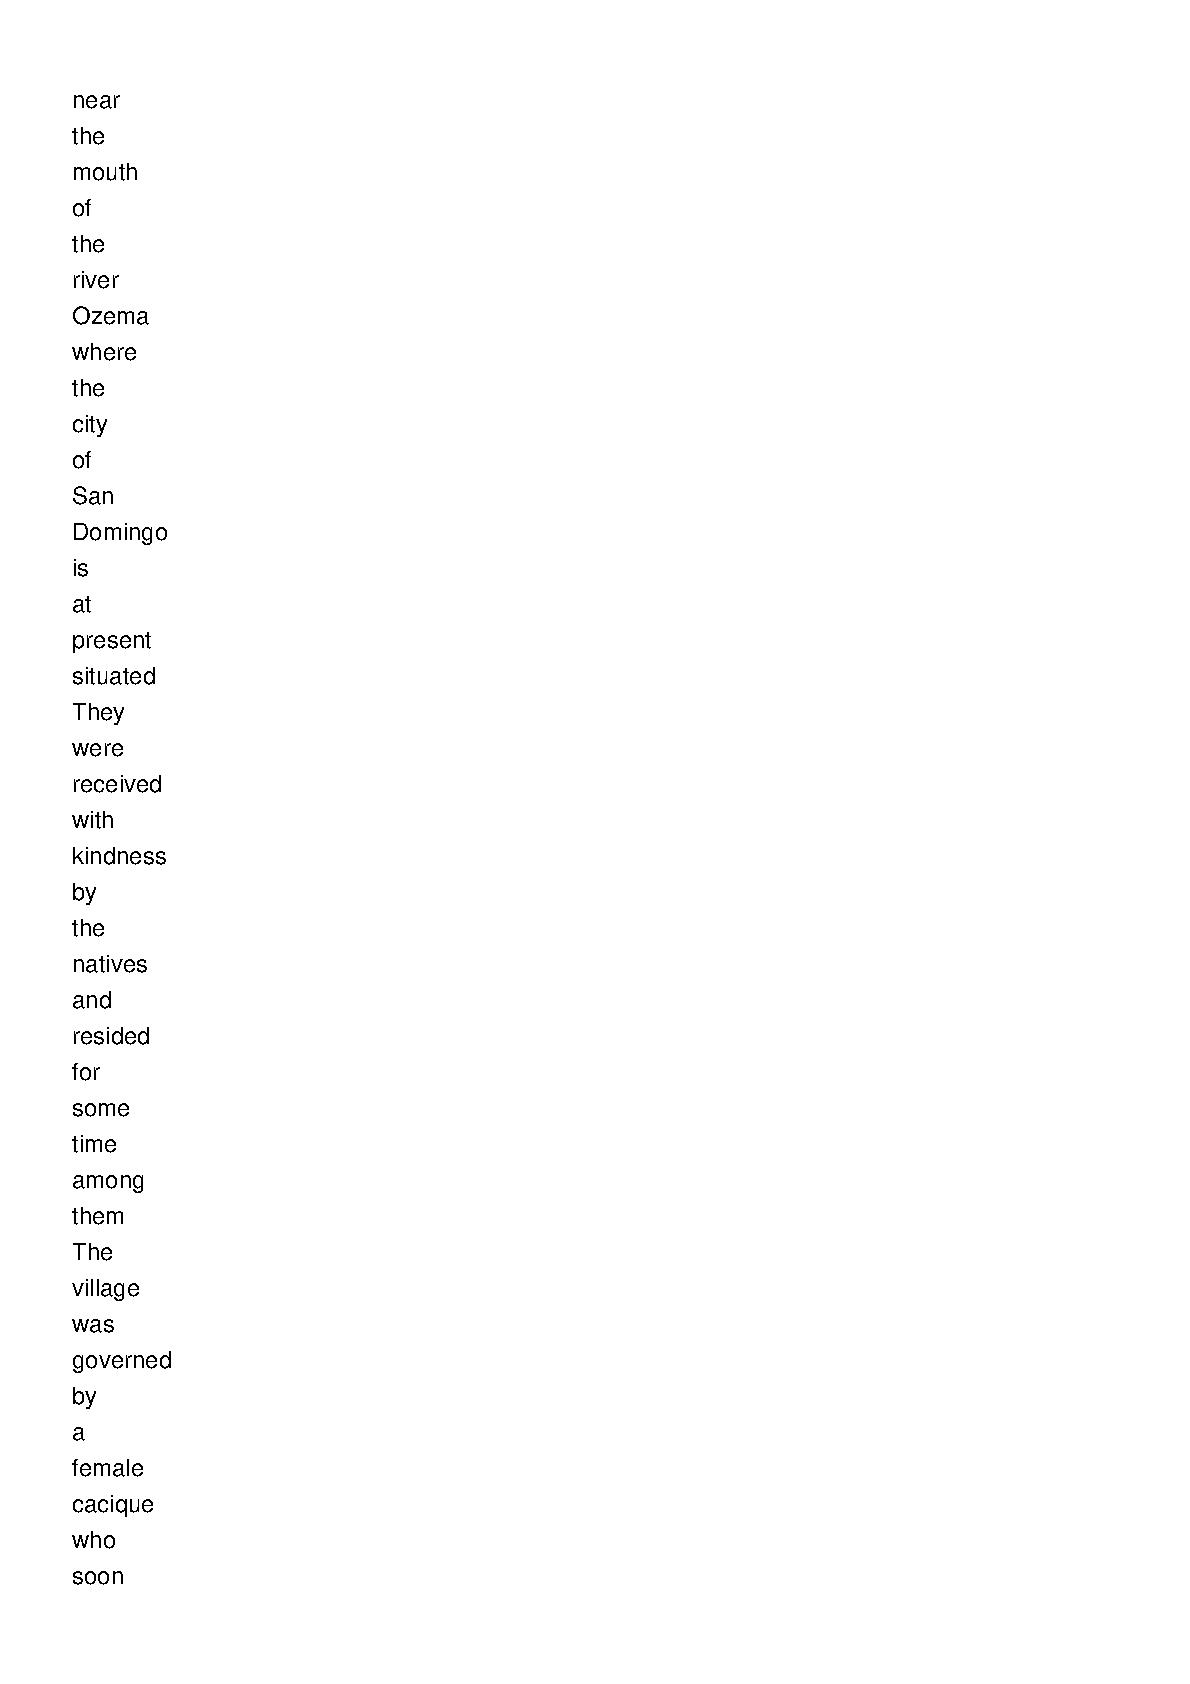 near
the
mouth
of
the
river
Ozema
where
the
city
of
San
Domingo
is
at
present
situated
They
were
received
with
kindness
by
the
natives
and
resided
for
some
time
among
them
The
village
was
governed
by
a
female
cacique
who
soon